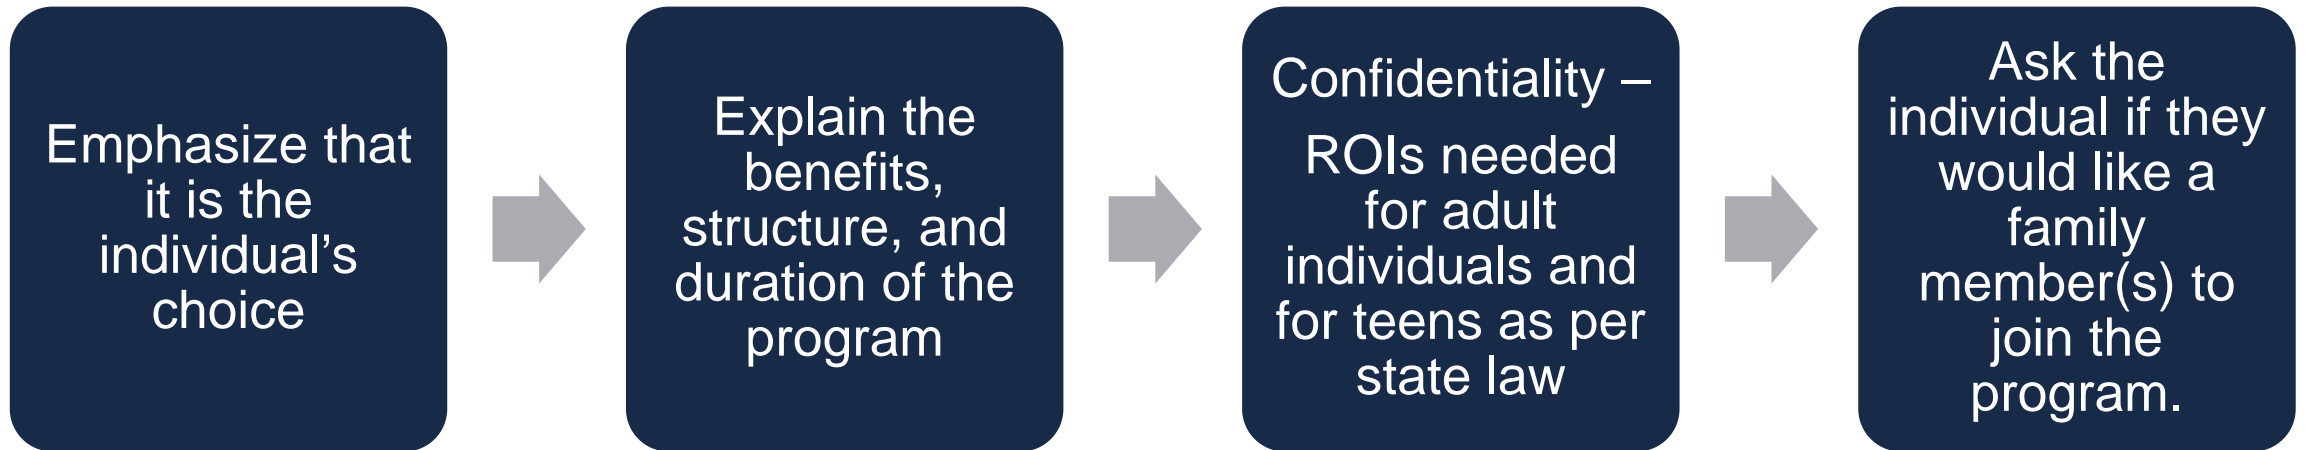 Emphasize that
it is the
individual’s
choice
Explain the
benefits,
structure, and
duration of the
program
Confidentiality –
ROIs needed
for adult
individuals and
for teens as per
state law
Ask the
individual if they
would like a
family
member(s) to
join the
program.